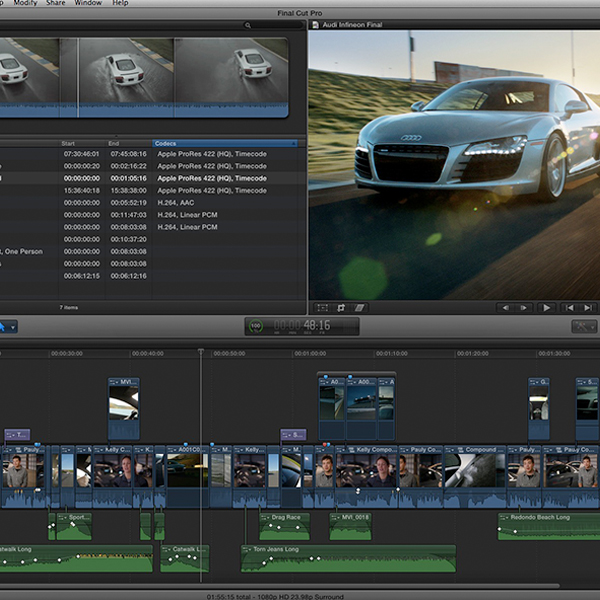 Modify Share Window Help
Final Cut Pro
Audi Infineon Final
Start End Codecs
07:30:46:01 07:45:08:16 Apple ProRes 422 (HQ), Timecode
00:00:00:20 00:02:16:22 Apple ProRes 422 (HQ), Timecode
00:00:00:00 00:01:05:16 Apple ProRes 422 (HQ), Timecode
15:36:40:18 15:38:38:00 Apple ProRes 422 (HQ), Timecode
00:00:00:00 00:05:52:19 H.264, AAC
00:00:00:00 00:11:47:03 H.264, Linear PCM
00:00:00:00 00:08:03:08 H.264, Linear PCM
00:00:00:00 00:10:37:20
, One Person 00:00:00:00 00:08:03:08
00:00:00:00 00:08:03:08
00:06:12:15 00:06:12:16
7 items
100 48:16
00:00:30:00 00:00:40:00 00:00:50:00 00:01:00:00 00:01:10:00 00:01:20:00 00:01:30:00
MVI... A0... A00... A G... S...
T... S...
Pauly Kelly C... K... A001C0 M... Kelly... M. Kelly Compo... Pauly Co... Compound ... Pauly... Pauly Co...
Sport... Drag Race MVI_0018 Redondo Beach Long
atwalk Long Catwalk L... Torn Jeans Long
01:55:15 total - 1080p HD 23.98p Surround